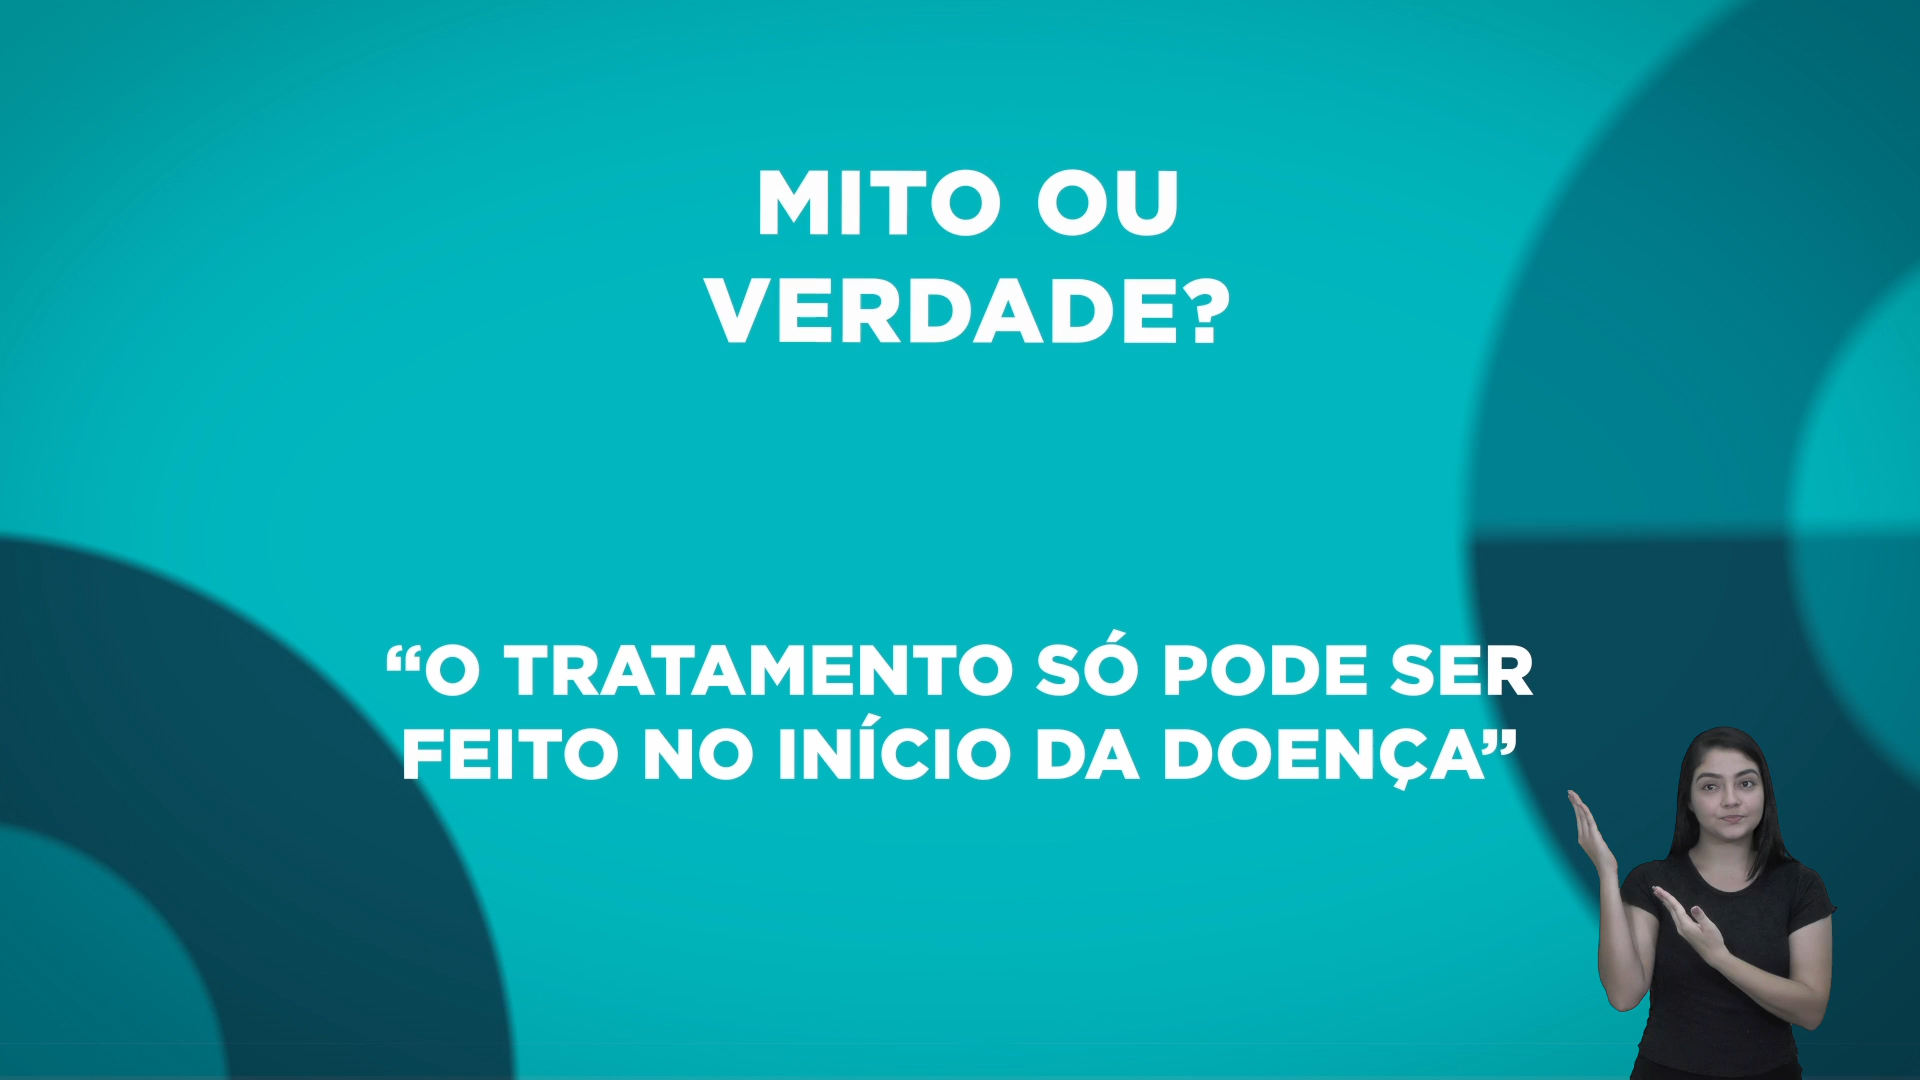 MITO OU
VERDADE?
“O TRATAMENTO SÓ PODE SER
FEITO NO INÍCIO DA DOENÇA”